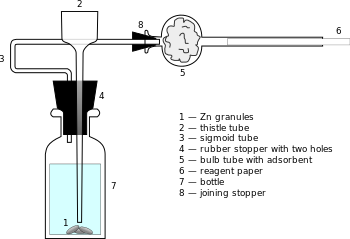 2
8
6
3
5
4
1 — Zn granules
2 — thistle tube
3 — sigmoid tube
4 — rubber stopper with two holes
5 — bulb tube with adsorbent
6 — reagent paper
7 — bottle
8 — joining stopper
7
1